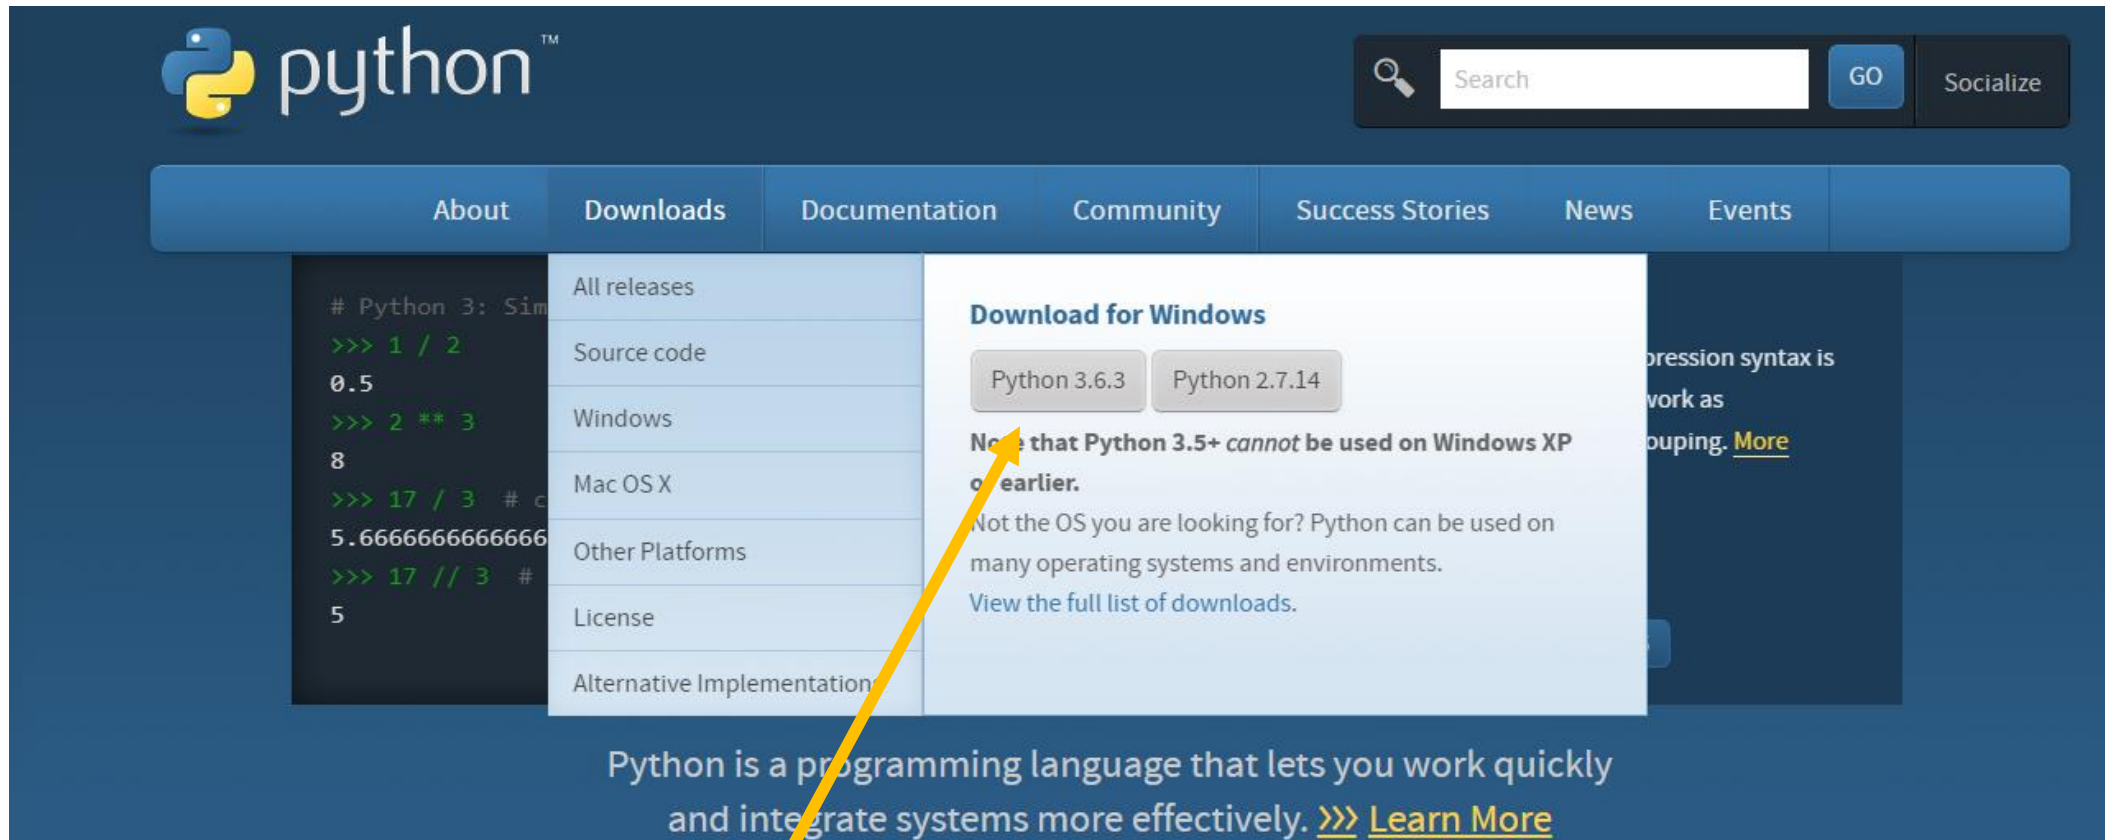 python™
Search
GO
Socialize
About
Downloads
Documentation
Community
Success Stories
News
Events
# Python 3: Sim
>>> 1 / 2
0.5
>>> 2 ** 3
8
>>> 17 / 3 # c
5.6666666666666
>>> 17 // 3 #
5
All releases
Source code
Windows
Mac OS X
Other Platforms
License
Alternative Implementations
Download for Windows
Python 3.6.3
Python 2.7.14
Note that Python 3.5+ cannot be used on Windows XP
or earlier.
Not the OS you are looking for? Python can be used on
many operating systems and environments.
View the full list of downloads.
pression syntax is
work as
ouping. More
Python is a programming language that lets you work quickly
and integrate systems more effectively. >>> Learn More